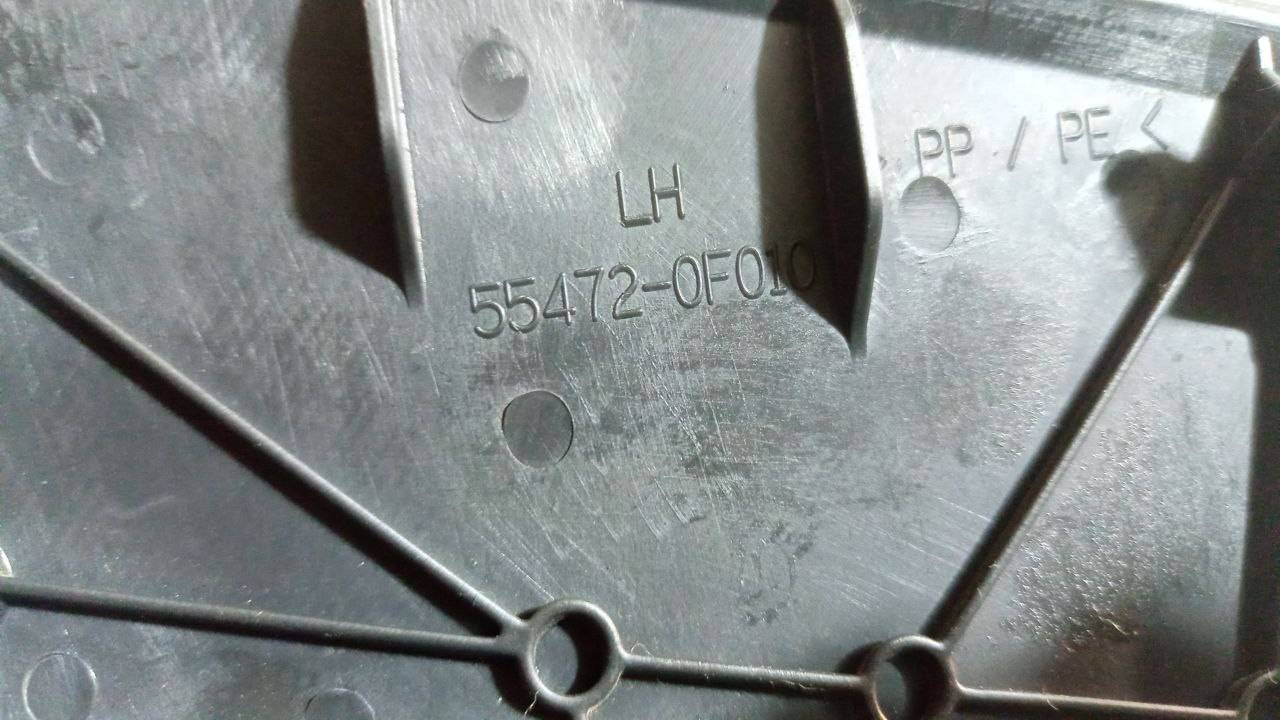 PP / PE <
LH
55472-0F010